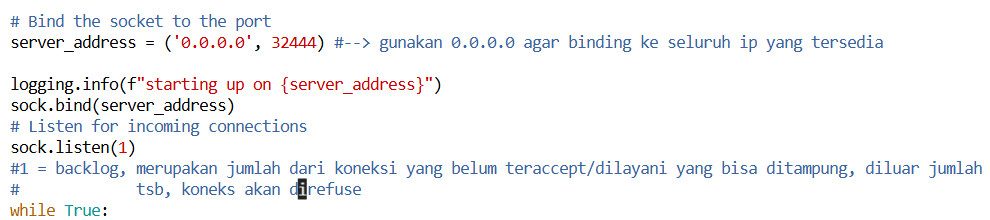 # Bind the socket to the port
server_address = ('0.0.0.0', 32444) #--> gunakan 0.0.0.0 agar binding ke seluruh ip yang tersedia
logging.info(f"starting up on {server_address}")
sock.bind(server_address)
# Listen for incoming connections
sock.listen(1)
#1 = backlog, merupakan jumlah dari koneksi yang belum teraccept/dilayani yang bisa ditampung, diluar jumlah
#             tsb, koneks akan direfuse
while True: